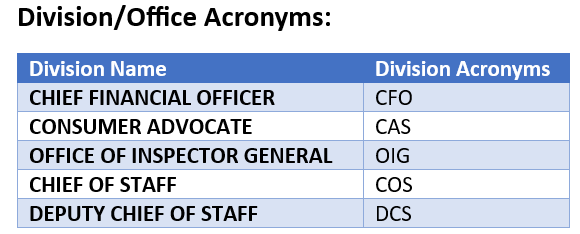 Division/Office Acronyms:
Division Name Division Acronyms
CHIEF FINANCIAL OFFICER CFO
CONSUMER ADVOCATE CAS
OFFICE OF INSPECTOR GENERAL OIG
CHIEF OF STAFF COS
DEPUTY CHIEF OF STAFF DCS